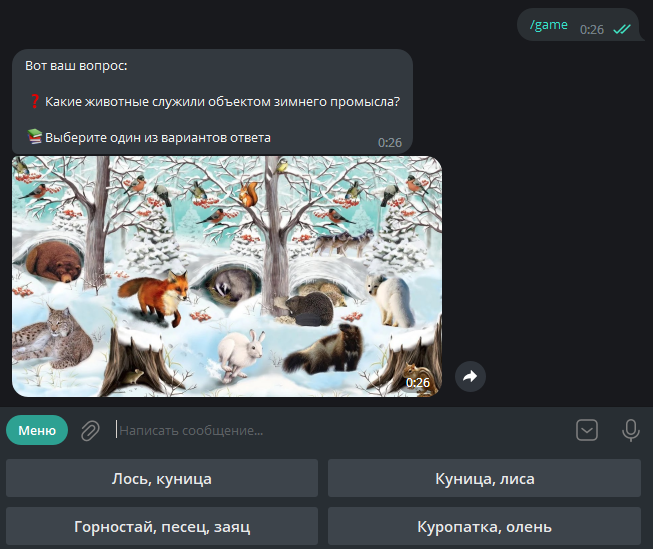 /game 0:26
Вот ваш вопрос:
❓Какие животные служили объектом зимнего промысла?
📚Выберите один из вариантов ответа
0:26
0:26
Меню
Написать сообщение...
Лось, куница
Куница, лиса
Горностай, песец, заяц
Куропатка, олень